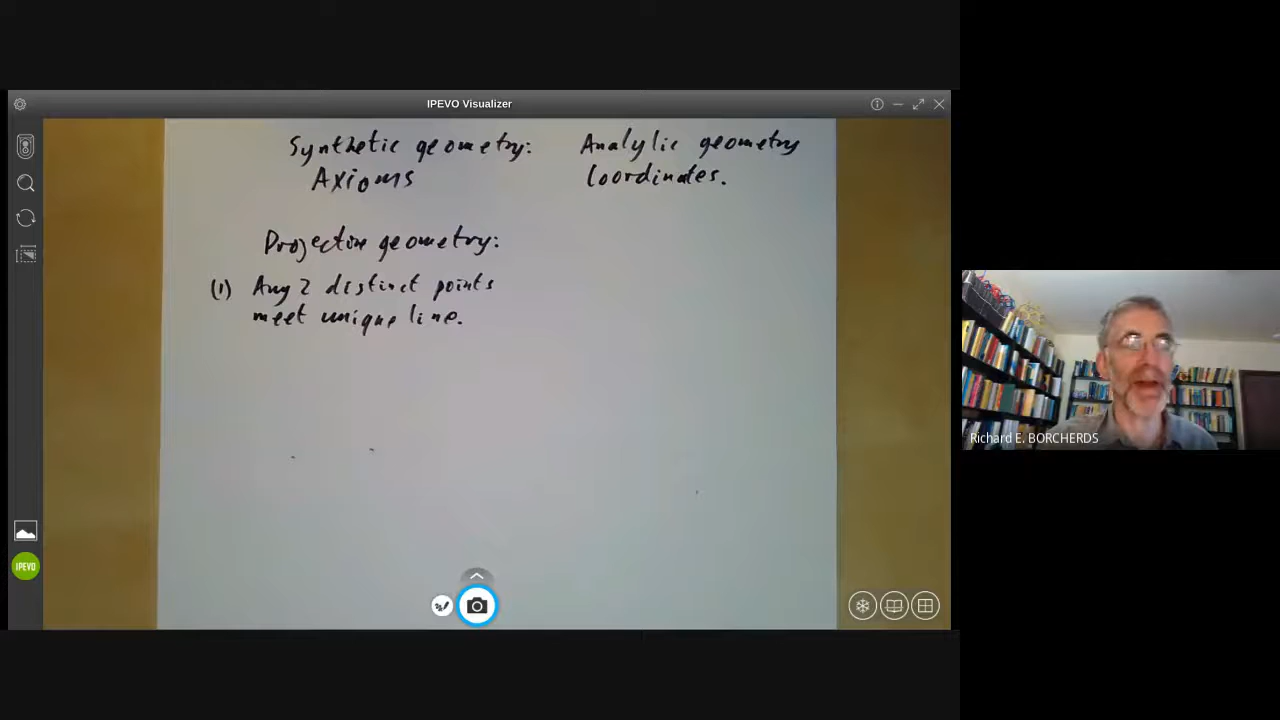 IPEVO Visualizer
Synthetic geometry:
Analytic geometry
Axioms
Coordinates.
Projective geometry:
(1) Any 2 distinct points
meet unique line.
Richard E. BORCHERDS
IPEVO